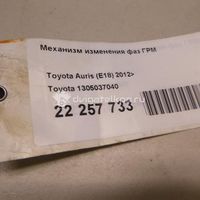 Механизм изменения фаз ГРМ
Toyota Auris (E18) 2012>
Toyota 1305037040
22 257 733